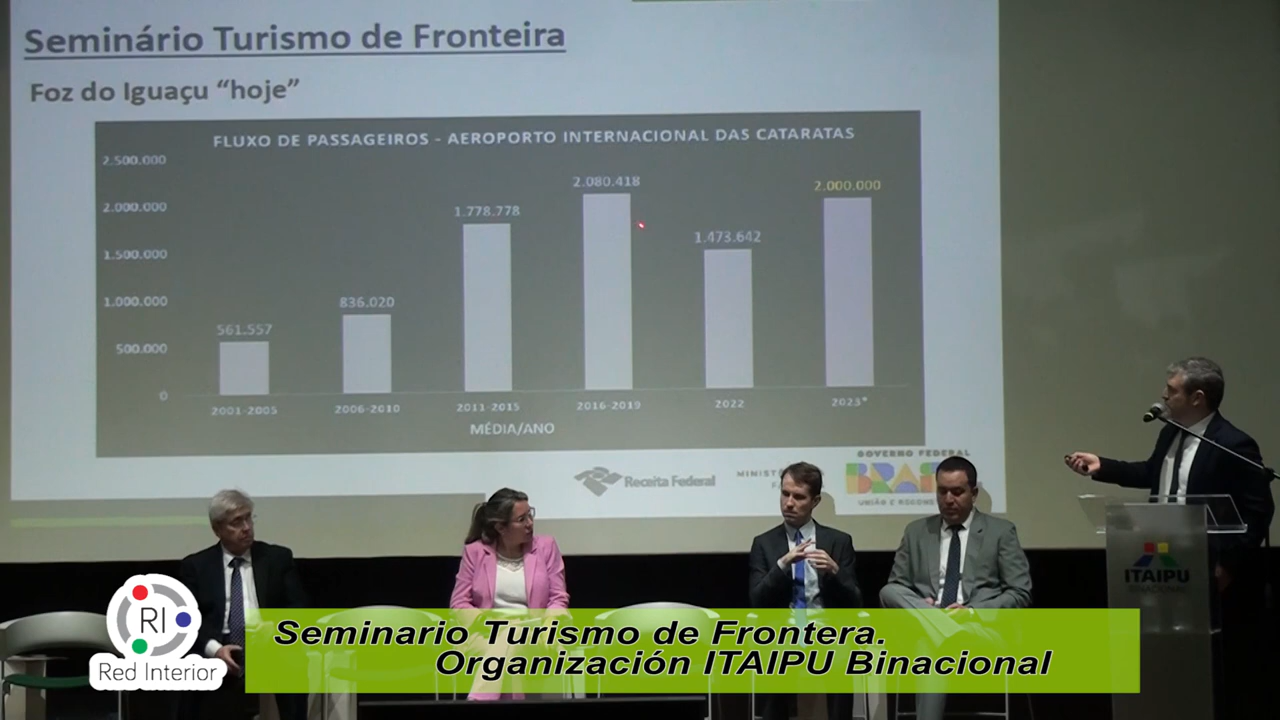 Seminário Turismo de Fronteira
Foz do Iguaçu “hoje”
FLUXO DE PASSAGEIROS - AEROPORTO INTERNACIONAL DAS CATARATAS
2.500.000
2.000.000
1.500.000
1.000.000
500.000
0
561.557
836.020
1.778.778
2.080.418
1.473.642
2.000.000
2001-2005
2006-2010
2011-2015
2016-2019
2022
2023*
MÉDIA/ANO
Receita Federal
GOVERNO FEDERAL
BRAS
UNIÃO E
ITAIPU
BINACIONAL
RI
Red Interior
Seminario Turismo de Frontera.
Organización ITAIPU Binacional